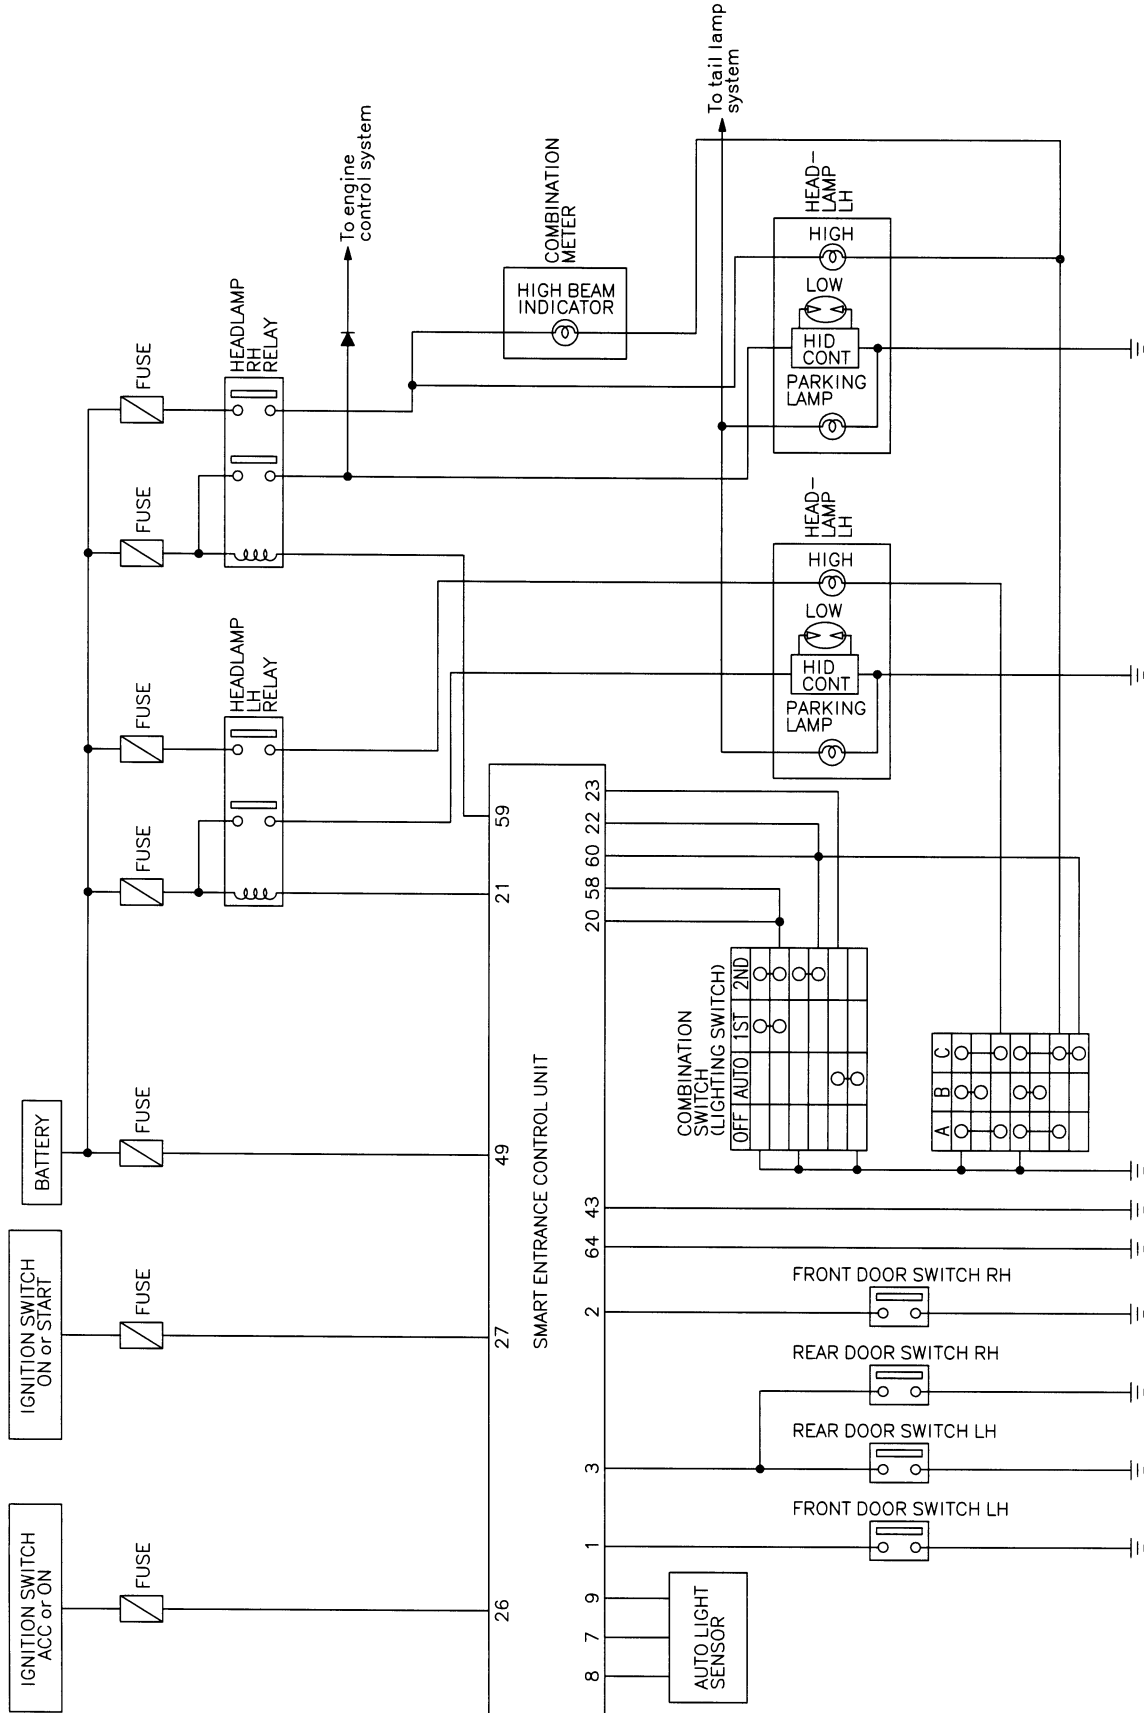 To tail lamp
system
To engine
control system
COMBINATION
METER
HIGH BEAM
INDICATOR
HEAD-
LAMP
LH
HIGH
LOW
HID
CONT
PARKING
LAMP
HEADLAMP
RH
RELAY
FUSE
FUSE
HEAD-
LAMP
LH
HIGH
LOW
HID
CONT
PARKING
LAMP
HEADLAMP
LH
RELAY
FUSE
FUSE
59
21
23
22
60
58
20
COMBINATION
SWITCH
(LIGHTING SWITCH)
OFF AUTO 1ST 2ND
A B C
BATTERY
FUSE
49
SMART ENTRANCE CONTROL UNIT
43
64
IGNITION SWITCH
ON or START
FUSE
27
2
FRONT DOOR SWITCH RH
REAR DOOR SWITCH RH
3
REAR DOOR SWITCH LH
FRONT DOOR SWITCH LH
1
IGNITION SWITCH
ACC or ON
FUSE
26
9
7
8
AUTO LIGHT
SENSOR